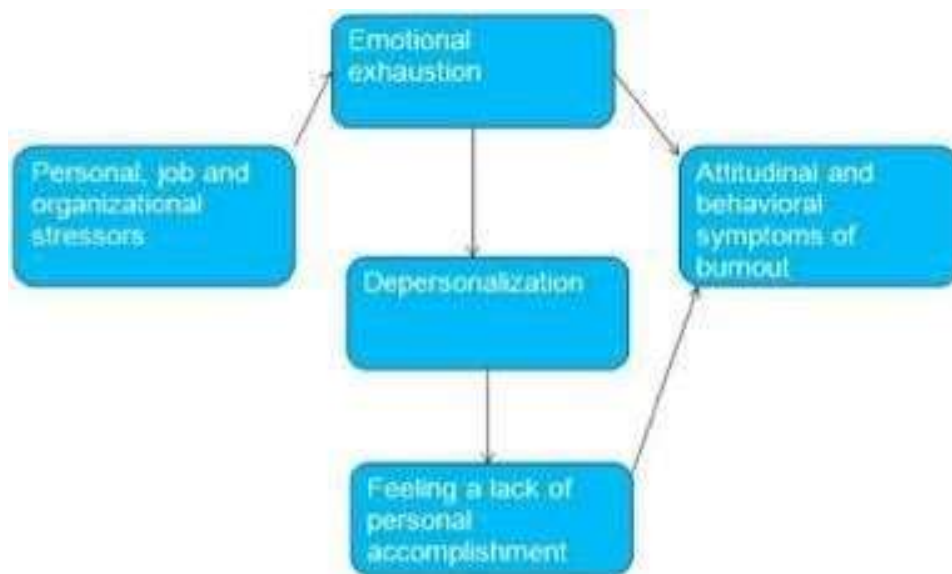 Emotional
exhaustion
Personal, job and
organizational
stressors
Attitudinal and
behavioral
symptoms of
burnout
Depersonalization
Feeling a lack of
personal
accomplishment